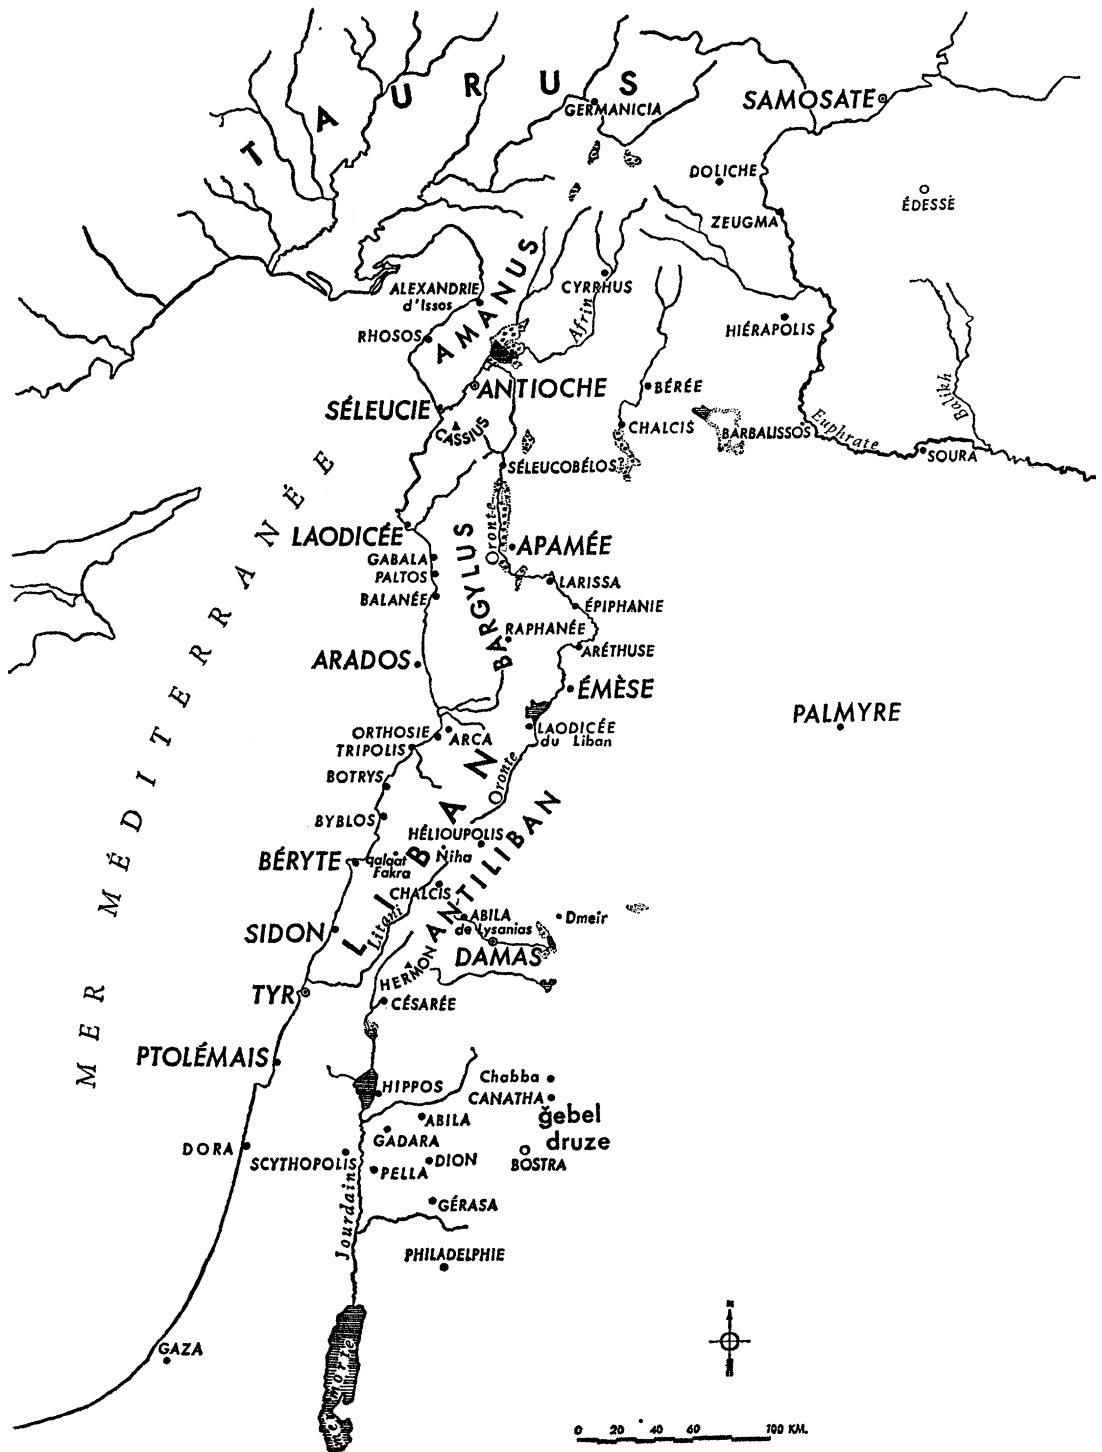 TAURUS
GERMANICIA
SAMOSATE
DOLICHE
ÉDESSE
ZEUGMA
AMANUS
ALEXANDRIE
d'Issos
CYRRHUS
Afrin
RHOSOS
HIÉRAPOLIS
ANTIOCHE
BÉRÉE
Balikh
SÉLEUCIE
CASSIUS
CHALCIS
BARBALISSOS
Euphrate
SOURA
SÉLEUCOBÉLOS?
MER MÉDITERRANÉE
LAODICÉE
Oronte
APAMÉE
BARGYLUS
GABALA
PALTOS
LARISSA
BALANÉE
ÉPIPHANIE
RAPHANÉE
ARÉTHUSE
ARADOS
ÉMÈSE
PALMYRE
ORTHOSIE
ARCA
LAODICÉE
du Liban
TRIPOLIS
BOTRYS
Oronte
LIBAN
BYBLOS
ANTILIBAN
HÉLIOUPOLIS
BÉRYTE
qalaat
Fakra
Niha
CHALCIS
Litani
ABILA
de Lysanias
Dmeir
SIDON
DAMAS
HERMON
TYR
CÉSARÉE
PTOLÉMAIS
HIPPOS
Chabba
CANATHA
ğebel
druze
ABILA
GADARA
DORA
SCYTHOPOLIS
DION
BOSTRA
PELLA
Jourdain
GÉRASA
PHILADELPHIE
GAZA
mer morte
N
0 20 40 60 100 KM.